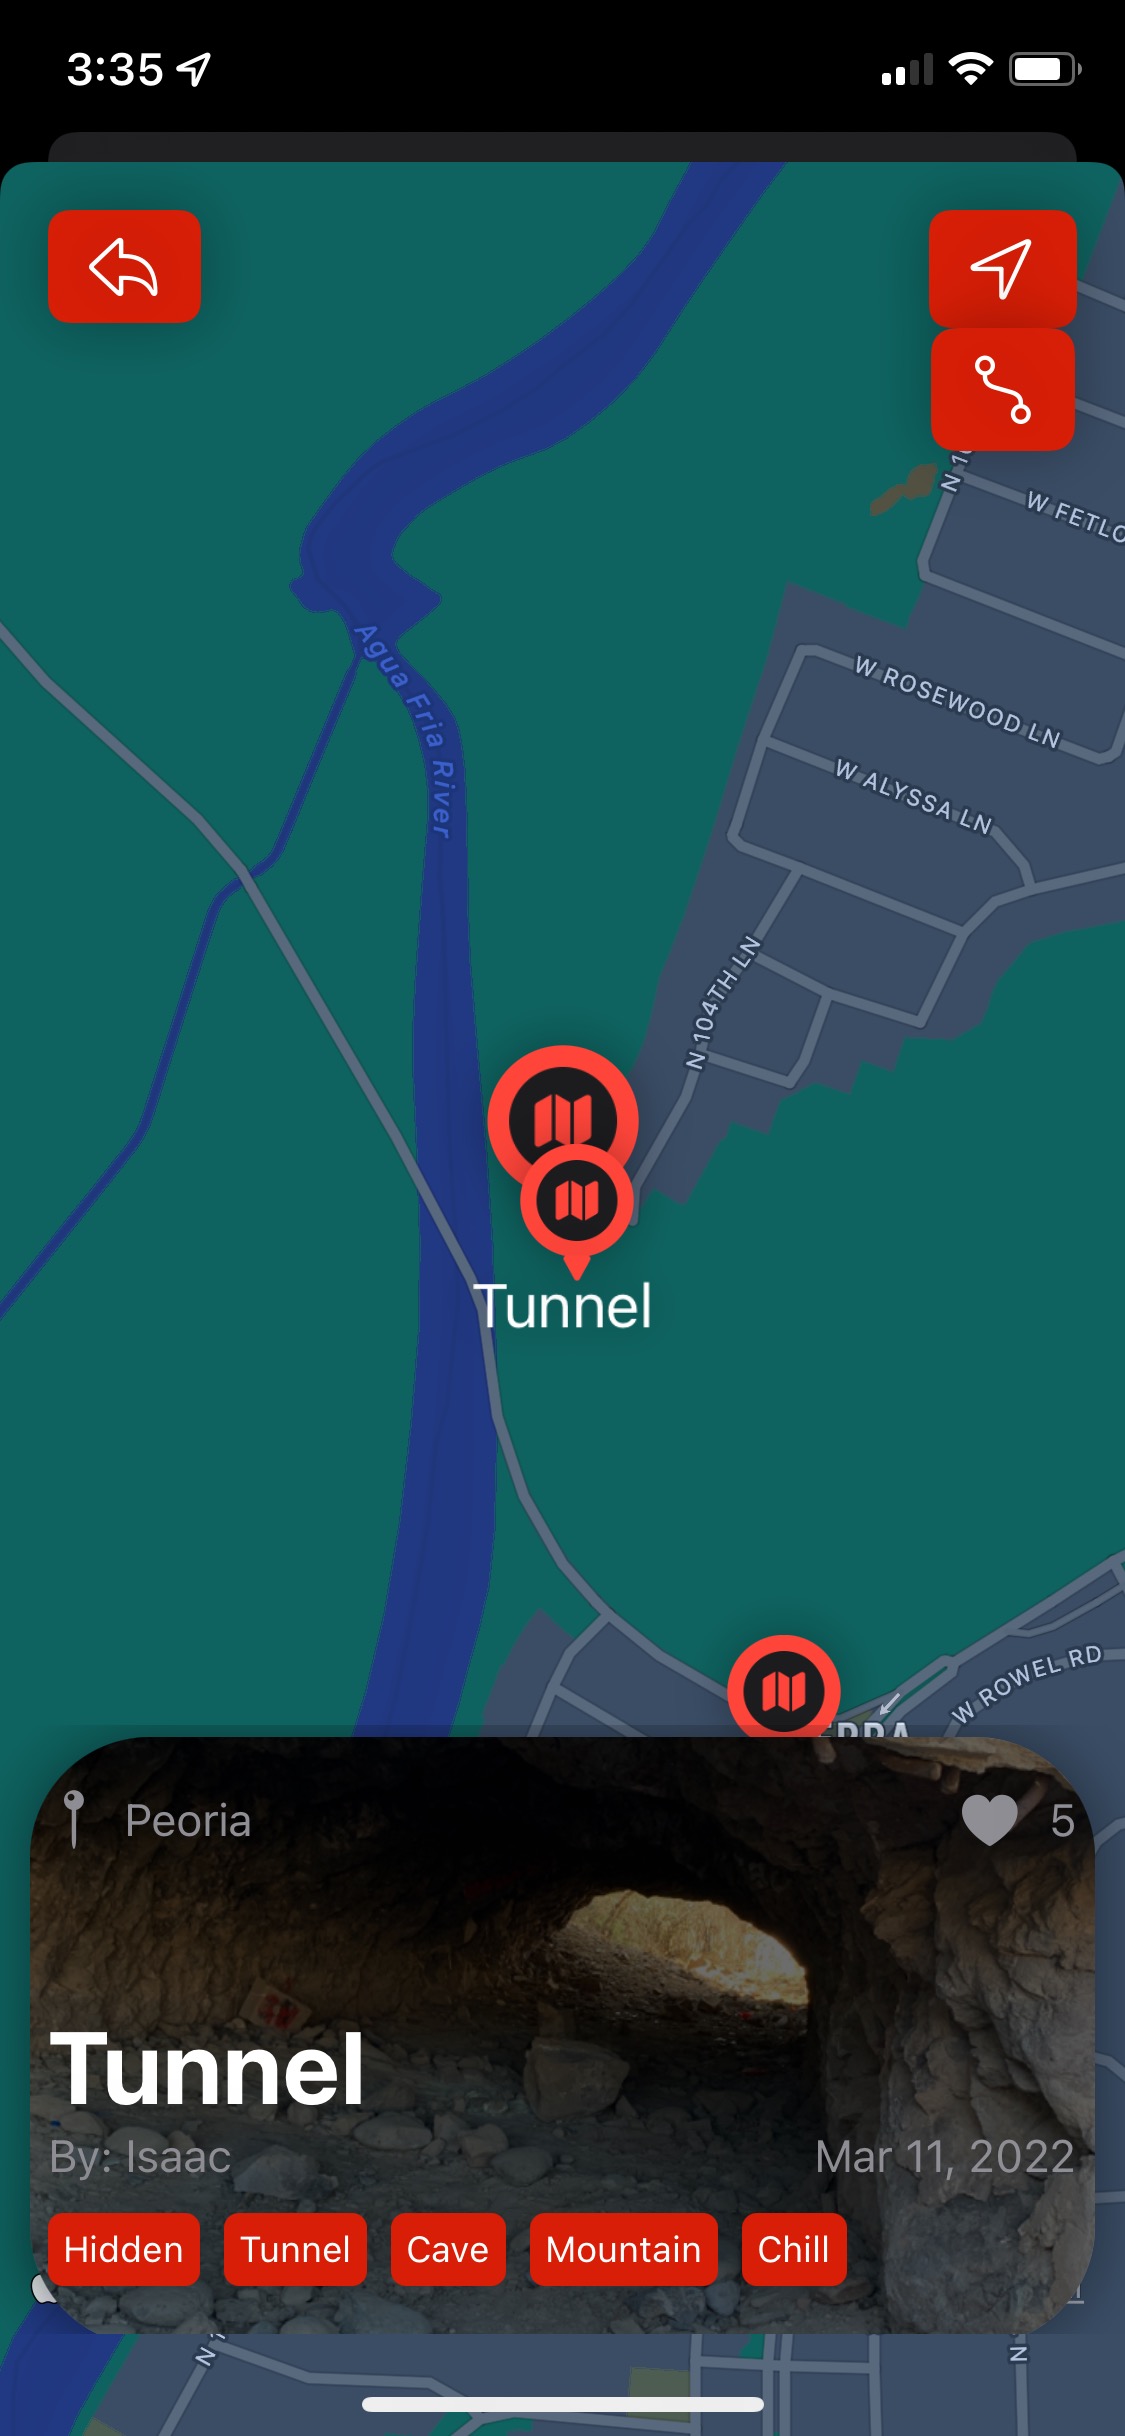 3:35
N 10
W FETLO
W ROSEWOOD LN
W ALYSSA LN
Agua Fria River
N 104TH LN
Tunnel
W ROWEL RD
Peoria
5
Tunnel
By: Isaac
Mar 11, 2022
Hidden
Tunnel
Cave
Mountain
Chill
N
N